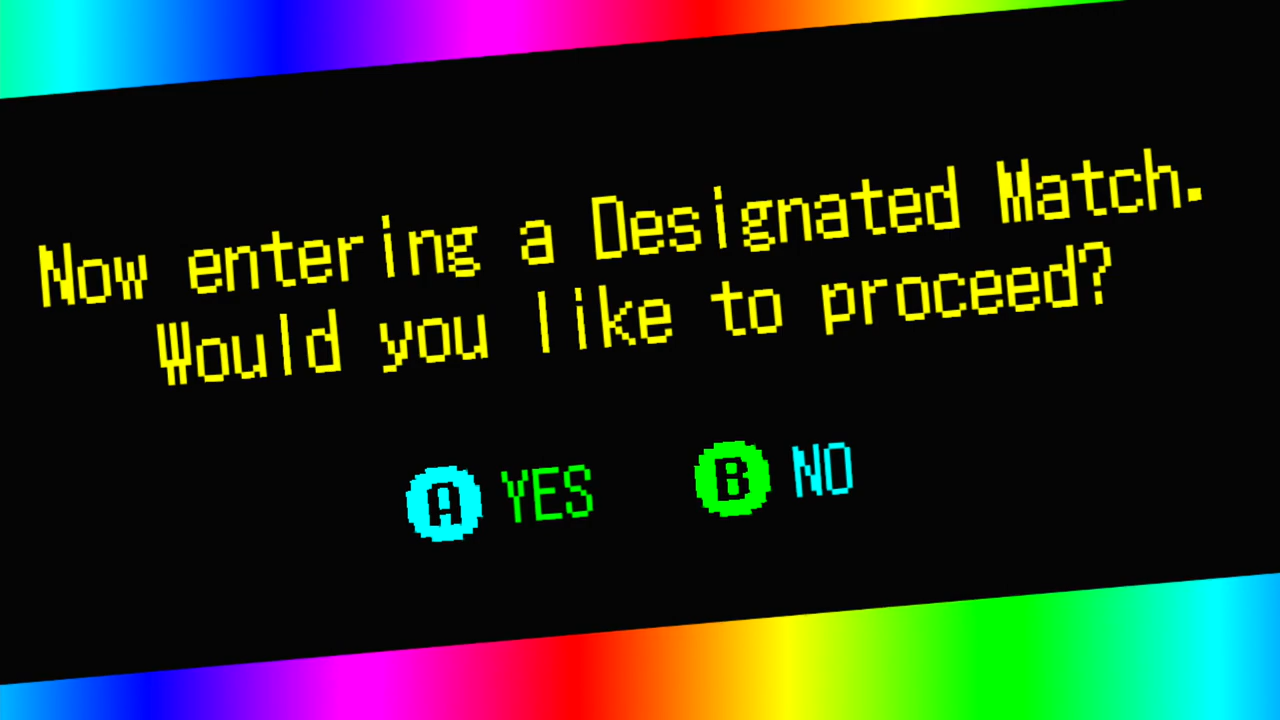 Now entering a Designated Match.
Would you like to proceed?
A YES B NO